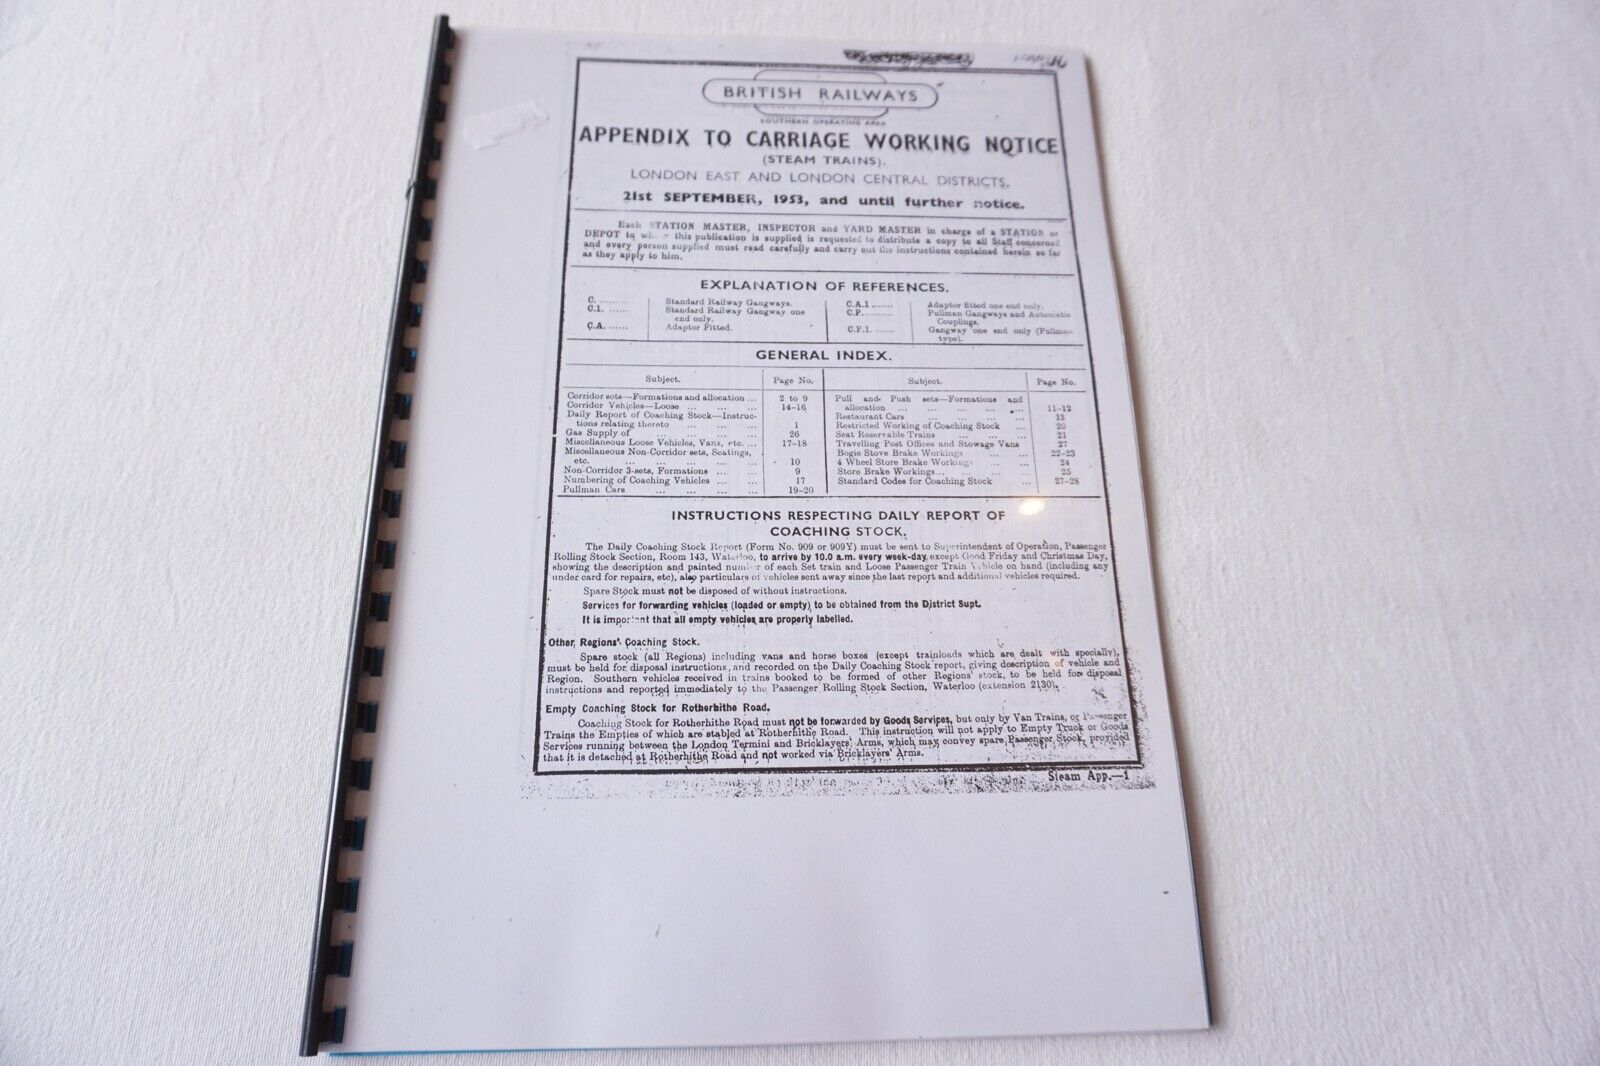 BRITISH RAILWAYS
SOUTHERN OPERATING AREA
APPENDIX TO CARRIAGE WORKING NOTICE
(STEAM TRAINS).
LONDON EAST AND LONDON CENTRAL DISTRICTS.
21st SEPTEMBER, 1953, and until further notice.
Each STATION MASTER, INSPECTOR and YARD MASTER in charge of a STATION or
DEPOT to this publication is supplied is requested to distribute a copy to all Staff concerned
and every person supplied must read carefully and carry out the instructions contained herein so far
as they apply to him.
EXPLANATION OF REFERENCES.
C. .......... Standard Railway Gangways.
C.1. ...... Standard Railway Gangway one
end only.
C.A. ...... Adaptor Fitted.
C.A.1 ....... Adaptor fitted one end only.
C.P. ......... Pullman Gangways and Automatic
Couplings.
C.P.1. ...... Gangway one end only (Pullman
type).
GENERAL INDEX.
Subject. Page No.
Corridor sets—Formations and allocation ... 2 to 9
Corridor Vehicles—Loose ... ... ... 14-16
Daily Report of Coaching Stock—Instruc-
tions relating thereto ... ... ... 1
Gas Supply of ... ... ... ... 26
Miscellaneous Loose Vehicles, Vans, etc. ... 17-18
Miscellaneous Non-Corridor sets, Seatings,
etc. ... ... ... ... ... 10
Non-Corridor 3-sets, Formations ... ... 9
Numbering of Coaching Vehicles ... ... 17
Pullman Cars ... ... ... ... 19-20
Subject. Page No.
Pull and Push sets—Formations and
allocation ... ... ... ... ... 11-12
Restaurant Cars ... ... ... ... 13
Restricted Working of Coaching Stock ... 20
Seat Reservable Trains ... ... ... 21
Travelling Post Offices and Stowage Vans 27
Bogie Stove Brake Workings ... ... 22-23
4 Wheel Store Brake Workings ... ... 24
Store Brake Workings... ... ... ... 25
Standard Codes for Coaching Stock ... 27-28
INSTRUCTIONS RESPECTING DAILY REPORT OF
COACHING STOCK.
The Daily Coaching Stock Report (Form No. 909 or 909Y) must be sent to Superintendent of Operation, Passenger
Rolling Stock Section, Room 143, Waterloo, to arrive by 10.0 a.m. every week-day, except Good Friday and Christmas Day,
showing the description and painted number of each Set train and Loose Passenger Train Vehicle on hand (including any
under card for repairs, etc), also particulars of vehicles sent away since the last report and additional vehicles required.
Spare Stock must not be disposed of without instructions.
Services for forwarding vehicles (loaded or empty) to be obtained from the District Supt.
It is important that all empty vehicles are properly labelled.
Other Regions' Coaching Stock.
Spare stock (all Regions) including vans and horse boxes (except trainloads which are dealt with specially),
must be held for disposal instructions, and recorded on the Daily Coaching Stock report, giving description of vehicle and
Region. Southern vehicles received in trains booked to be formed of other Regions' stock, to be held for disposal
instructions and reported immediately to the Passenger Rolling Stock Section, Waterloo (extension 2130).
Empty Coaching Stock for Rotherhithe Road.
Coaching Stock for Rotherhithe Road must not be forwarded by Goods Services, but only by Van Trains, or Passenger
Trains the Empties of which are stabled at Rotherhithe Road. This instruction will not apply to Empty Truck or Goods
Services running between the London Termini and Bricklayers' Arms, which may convey spare Passenger Stock, provided
that it is detached at Rotherhithe Road and not worked via Bricklayers' Arms.
Steam App.—1